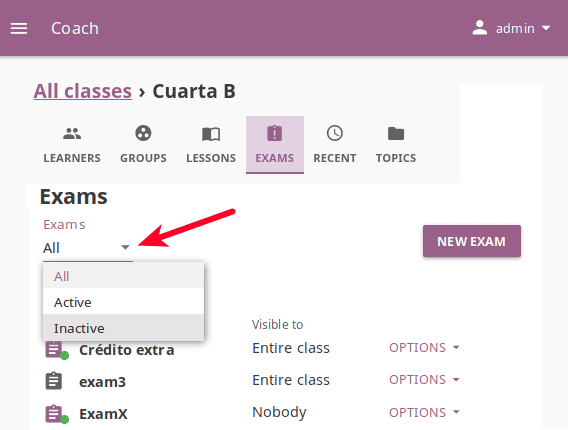 Coach admin
All classes › Cuarta B
LEARNERS GROUPS LESSONS EXAMS RECENT TOPICS
Exams
Exams
All
NEW EXAM
All
Active
Inactive
Visible to
Crédito extra Entire class OPTIONS
exam3 Entire class OPTIONS
ExamX Nobody OPTIONS